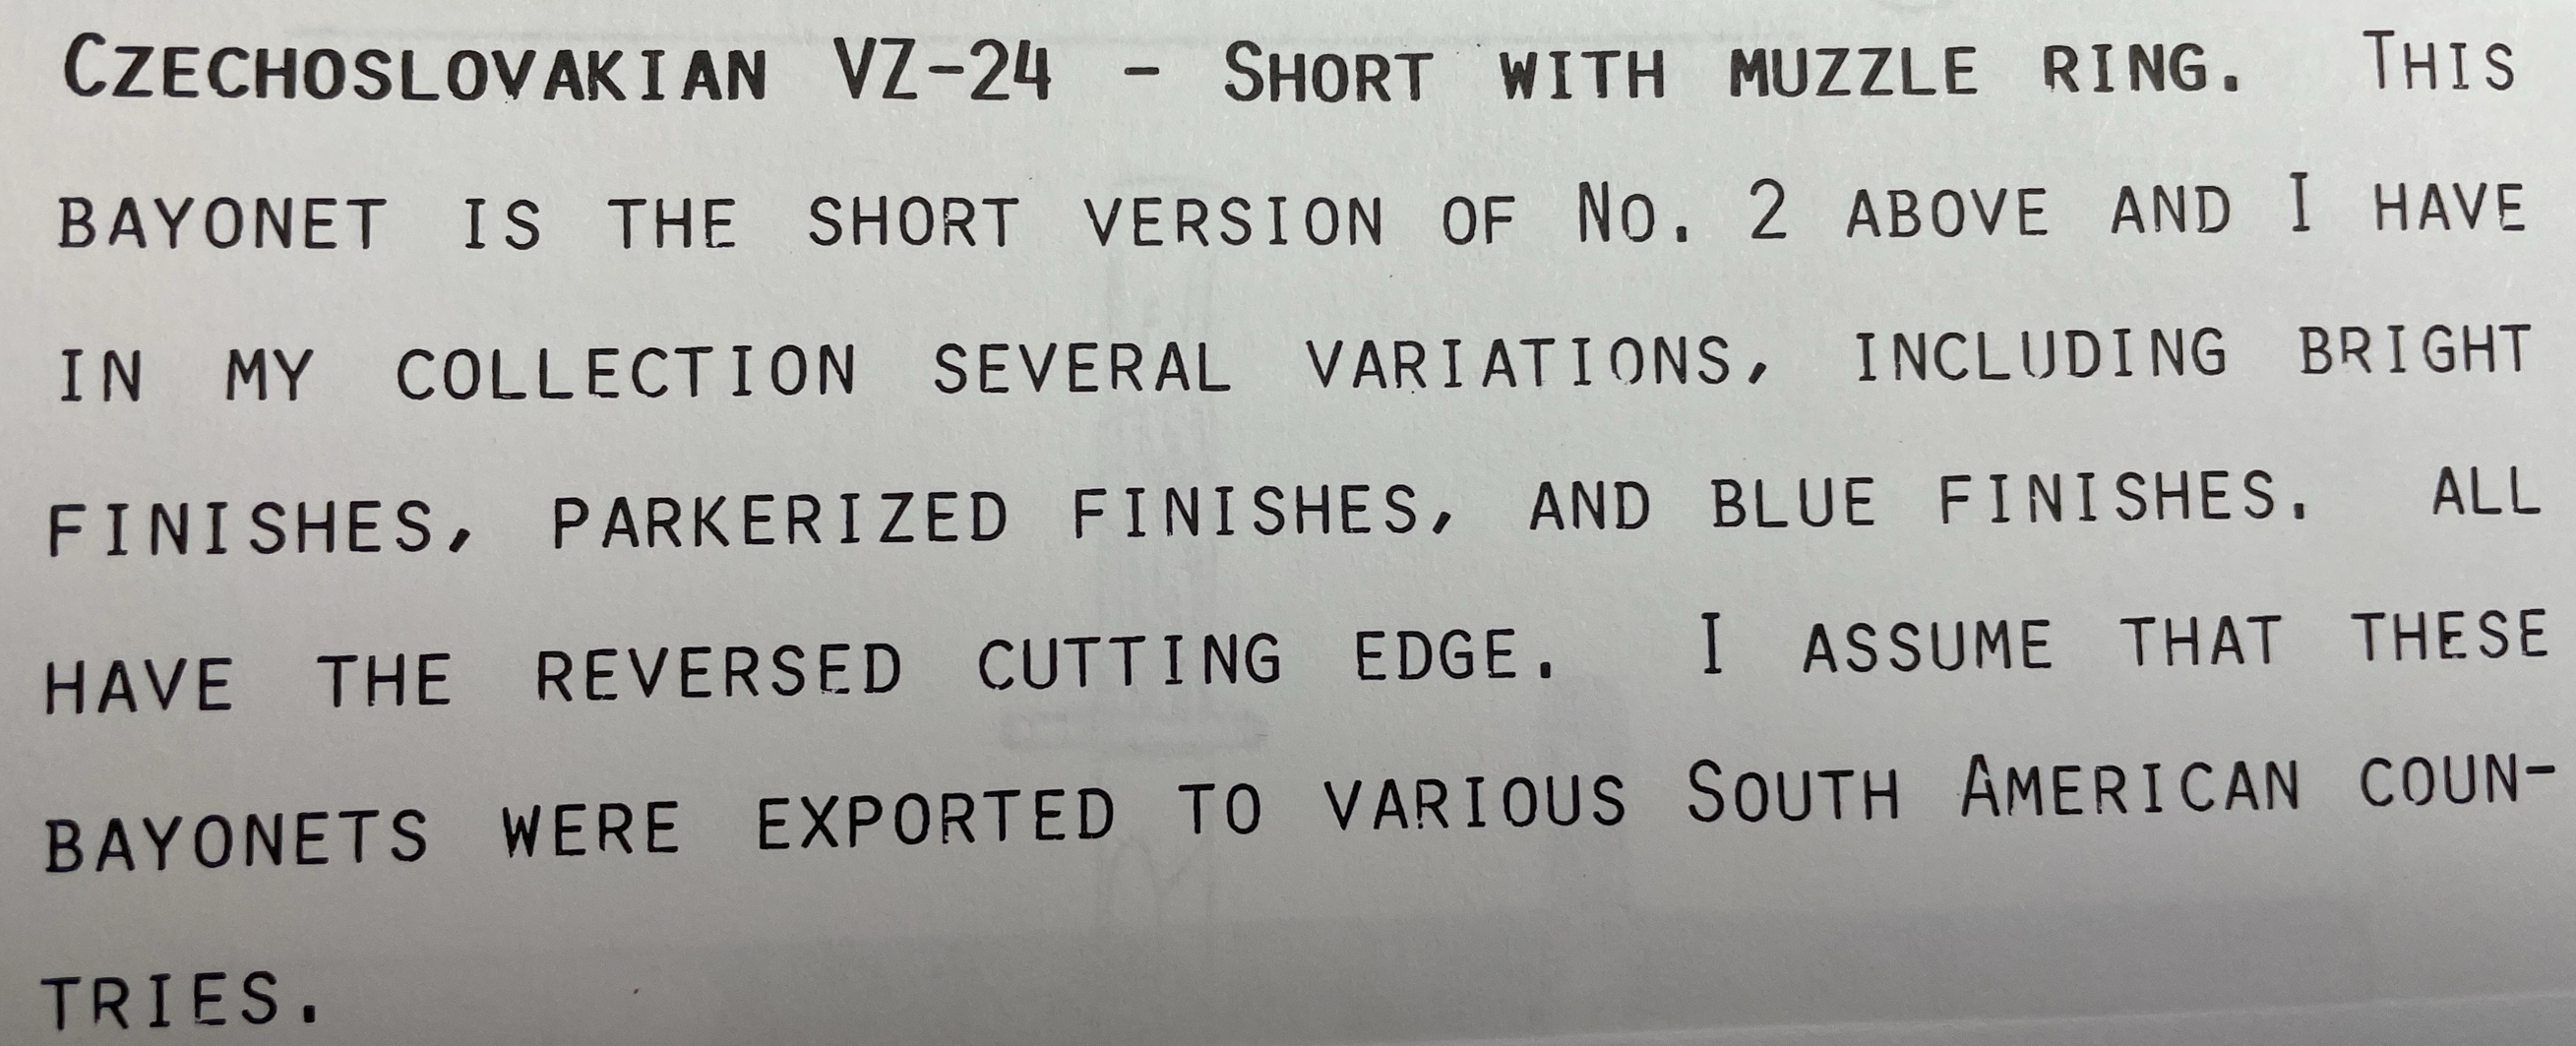 Czechoslovakian VZ-24 - Short with muzzle ring. This
bayonet is the short version of No. 2 above and I have
in my collection several variations, including bright
finishes, parkerized finishes, and blue finishes. All
have the reversed cutting edge. I assume that these
bayonets were exported to various South American coun-
tries.